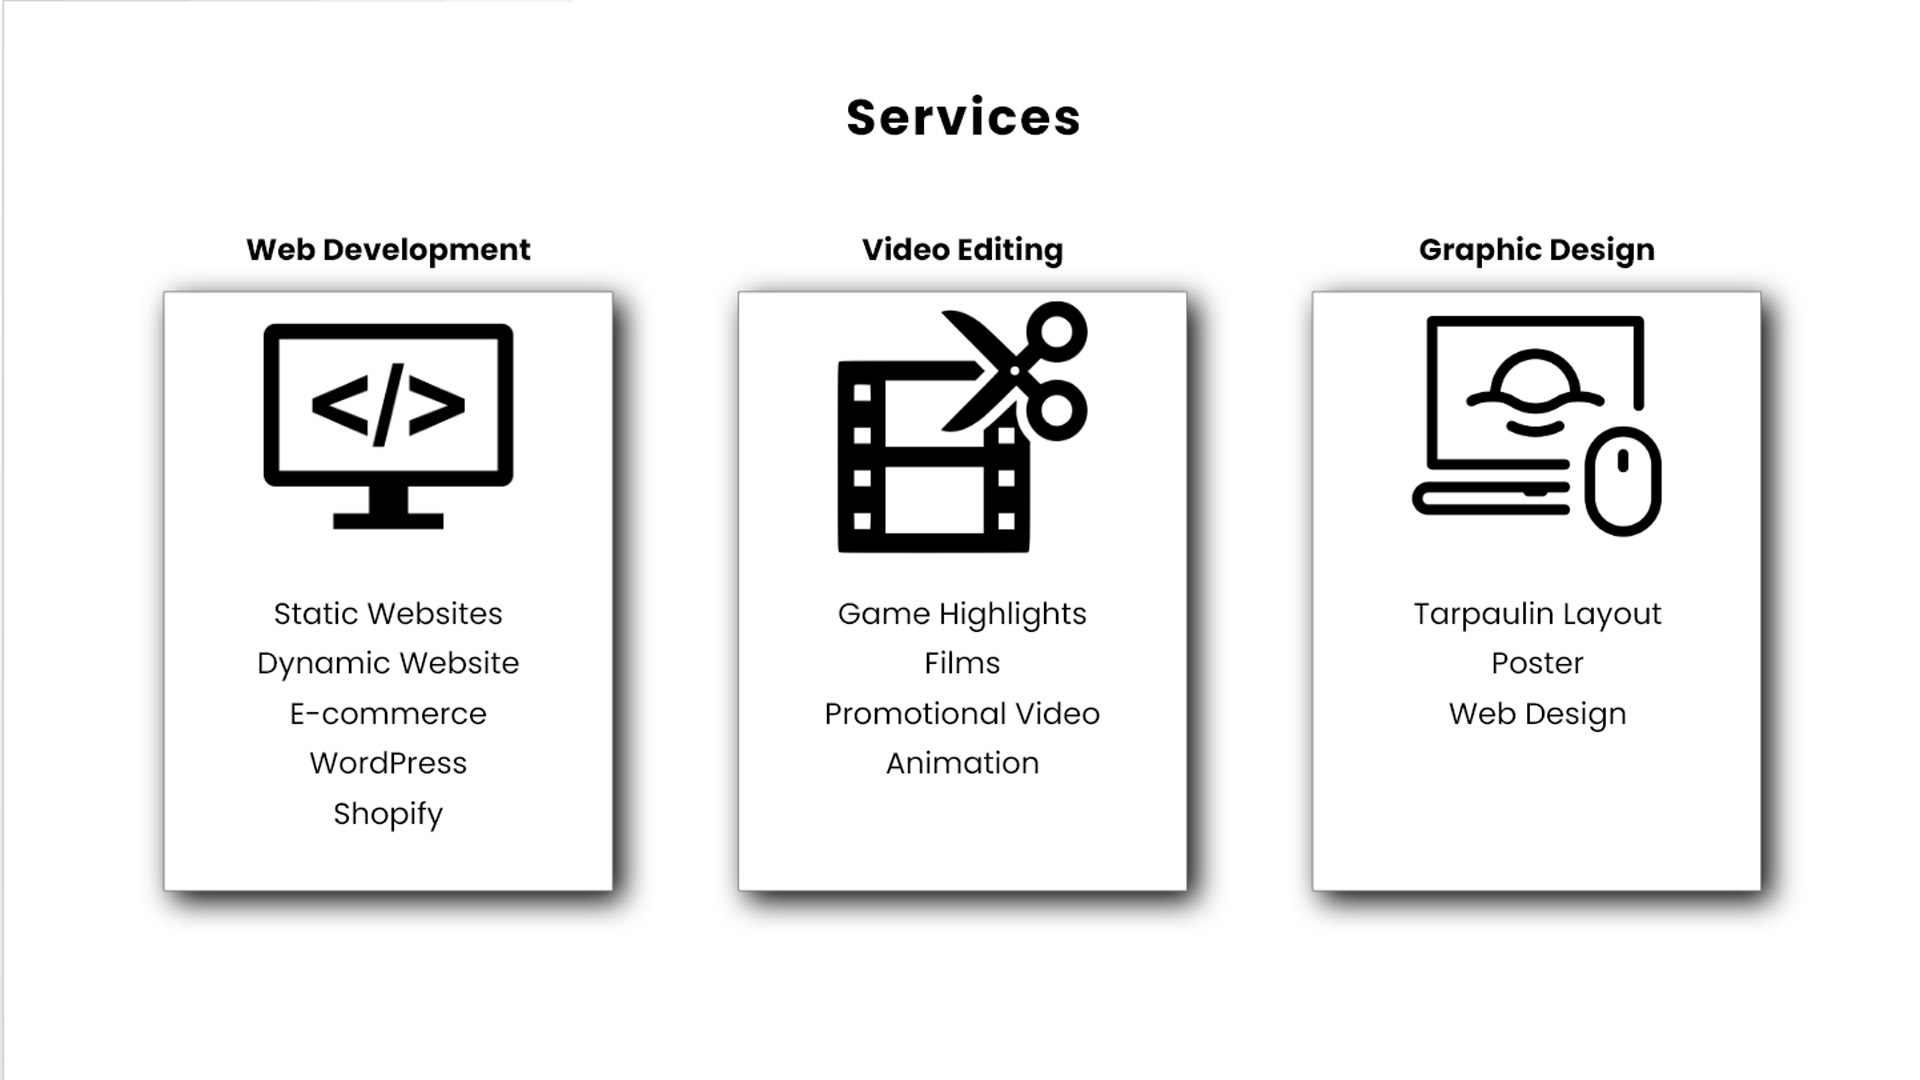 Services
Web Development
Video Editing
Graphic Design
</>
Static Websites
Dynamic Website
E-commerce
WordPress
Shopify
Game Highlights
Films
Promotional Video
Animation
Tarpaulin Layout
Poster
Web Design